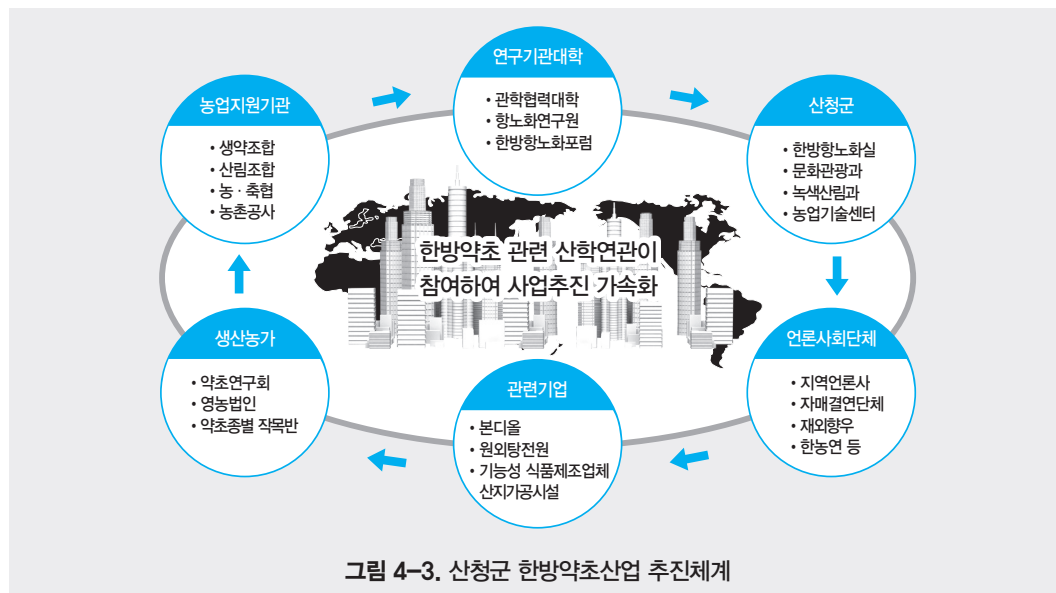 연구기관대학
• 관학협력대학
• 항노화연구원
• 한방항노화포럼
농업지원기관
• 생약조합
• 산림조합
• 농 · 축협
• 농촌공사
산청군
• 한방항노화실
• 문화관광과
• 녹색산림과
• 농업기술센터
한방약초 관련 산학연관이
참여하여 사업추진 가속화
생산농가
• 약초연구회
• 영농법인
• 약초종별 작목반
관련기업
• 본디올
• 원외탕전원
• 기능성 식품제조업체
산지가공시설
언론사회단체
• 지역언론사
• 자매결연단체
• 재외향우
• 한농연 등
그림 4-3. 산청군 한방약초산업 추진체계